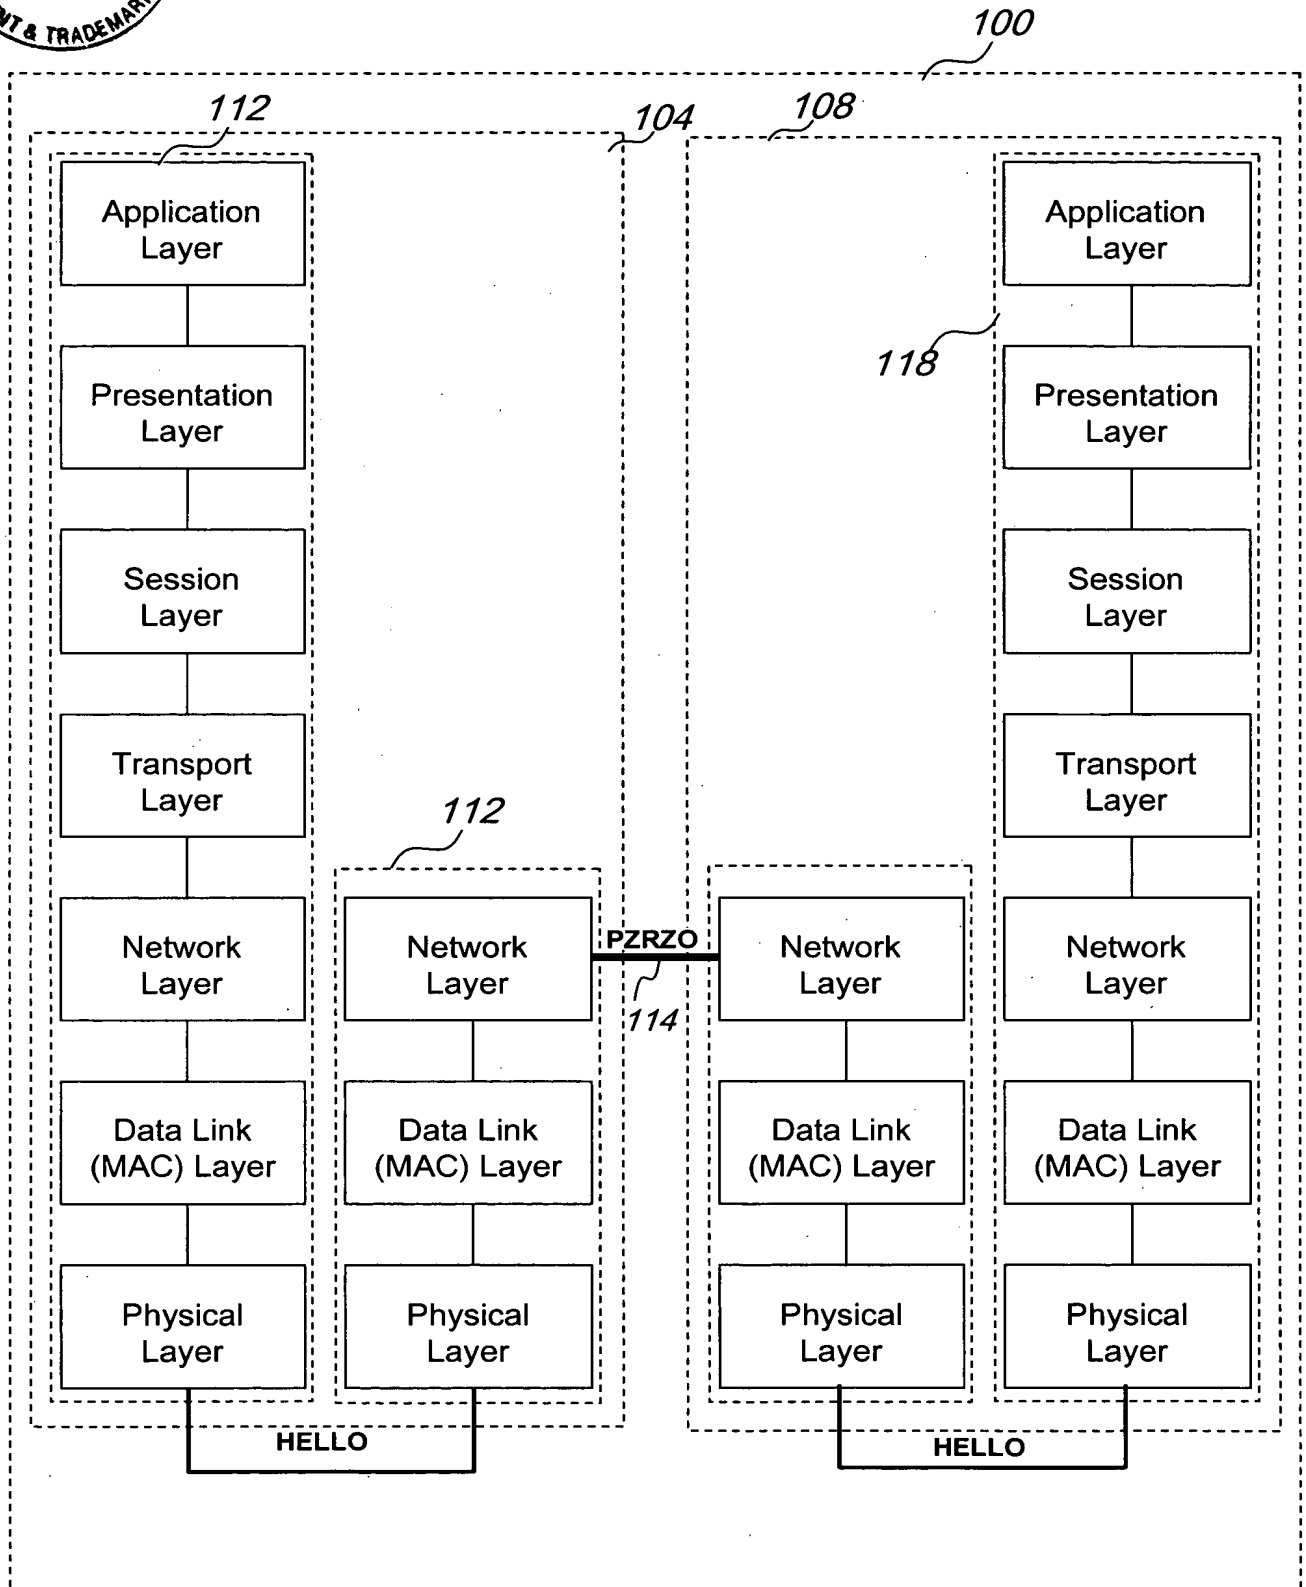 NT & TRADEMAR
100
112
104
108
Application
Layer
Application
Layer
118
Presentation
Layer
Presentation
Layer
Session
Layer
Session
Layer
Transport
Layer
Transport
Layer
112
Network
Layer
Network
Layer
PZRZO
114
Network
Layer
Network
Layer
Data Link
(MAC) Layer
Data Link
(MAC) Layer
Data Link
(MAC) Layer
Data Link
(MAC) Layer
Physical
Layer
Physical
Layer
Physical
Layer
Physical
Layer
HELLO
HELLO